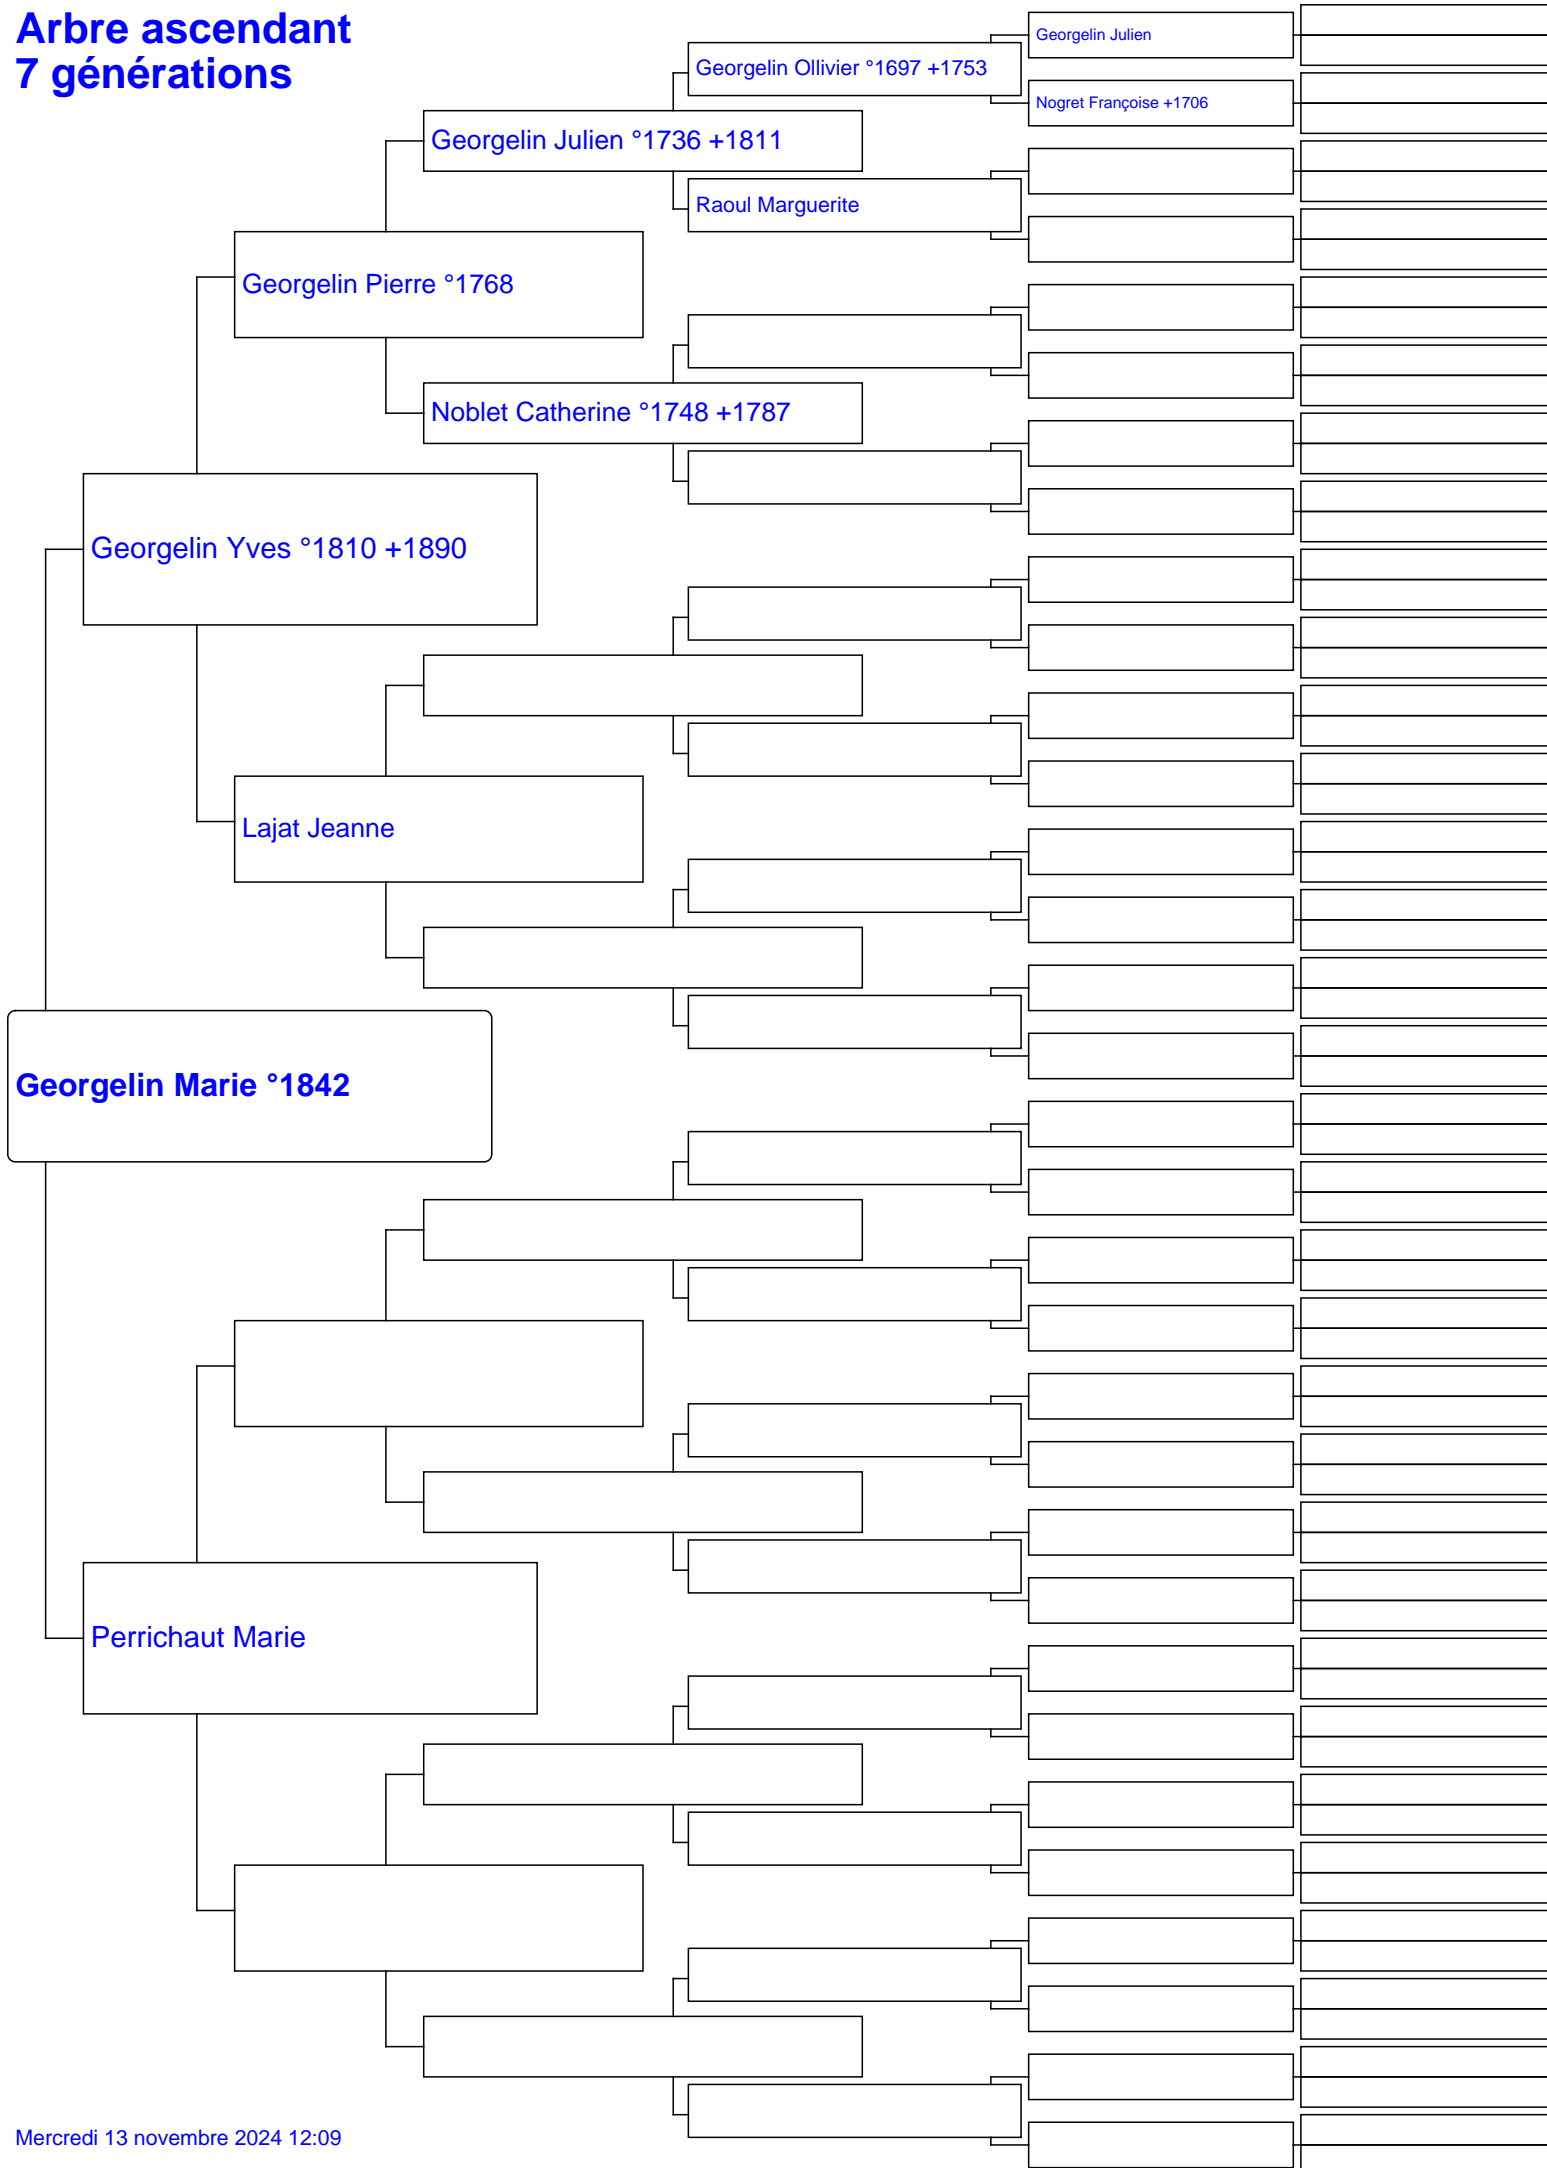 Arbre ascendant
7 générations
Georgelin Julien
Georgelin Ollivier °1697 +1753
Nogret Françoise +1706
Georgelin Julien °1736 +1811
Raoul Marguerite
Georgelin Pierre °1768
Noblet Catherine °1748 +1787
Georgelin Yves °1810 +1890
Lajat Jeanne
Georgelin Marie °1842
Perrichaut Marie
Mercredi 13 novembre 2024 12:09